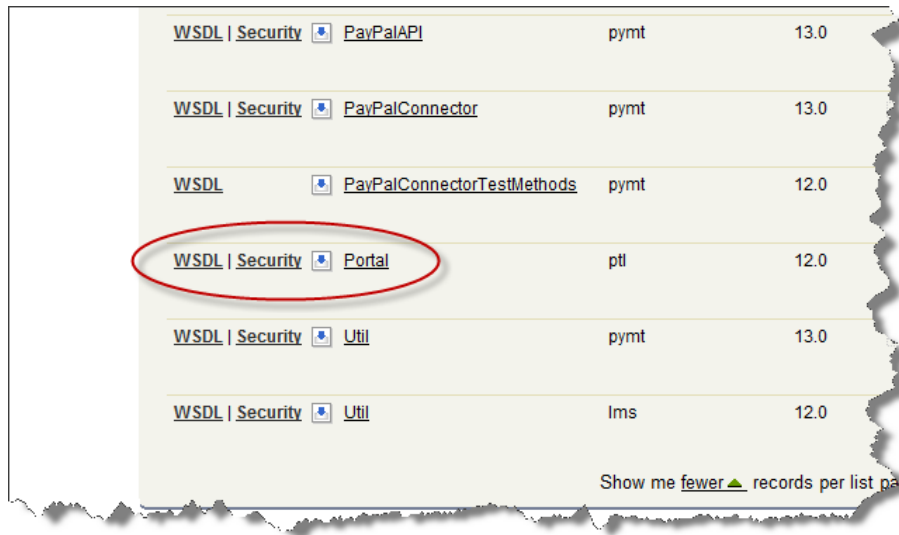 WSDL | Security PayPalAPI pymt 13.0
WSDL | Security PayPalConnector pymt 13.0
WSDL PayPalConnectorTestMethods pymt 12.0
WSDL | Security Portal ptl 12.0
WSDL | Security Util pymt 13.0
WSDL | Security Util lms 12.0
Show me fewer records per list pa